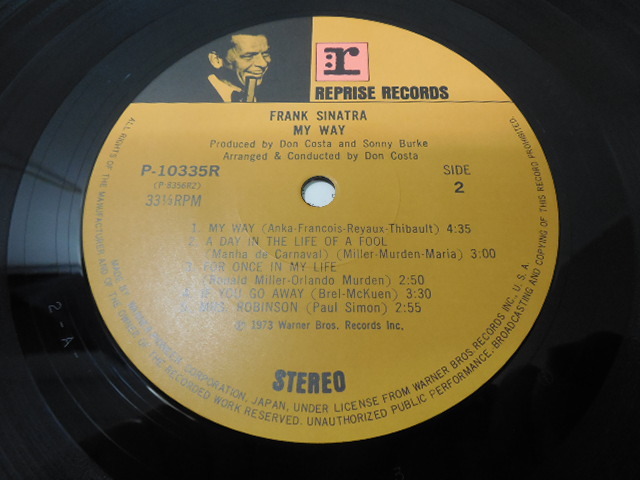 r
REPRISE RECORDS
FRANK SINATRA
MY WAY
Produced by Don Costa and Sonny Burke
Arranged & Conducted by Don Costa
P-10335R
(P-8356R2)
33⅓RPM
SIDE
2
1. MY WAY (Anka-Francois-Revaux-Thibault) 4:35
2. A DAY IN THE LIFE OF A FOOL
(Manha de Carnaval) (Miller-Murden-Maria) 3:00
3. FOR ONCE IN MY LIFE
(Ronald Miller-Orlando Murden) 2:50
4. IF YOU GO AWAY (Brel-McKuen) 3:30
5. MRS. ROBINSON (Paul Simon) 2:55
℗ 1973 Warner Bros. Records Inc.
STEREO
ALL RIGHTS OF THE MANUFACTURER AND OF THE OWNER OF THE RECORDED WORK RESERVED. UNAUTHORIZED PUBLIC PERFORMANCE, BROADCASTING AND COPYING OF THIS RECORD PROHIBITED.
MADE BY WARNER-PIONEER CORPORATION, JAPAN, UNDER LICENSE FROM WARNER BROS RECORDS INC., U. S. A.
2-A-